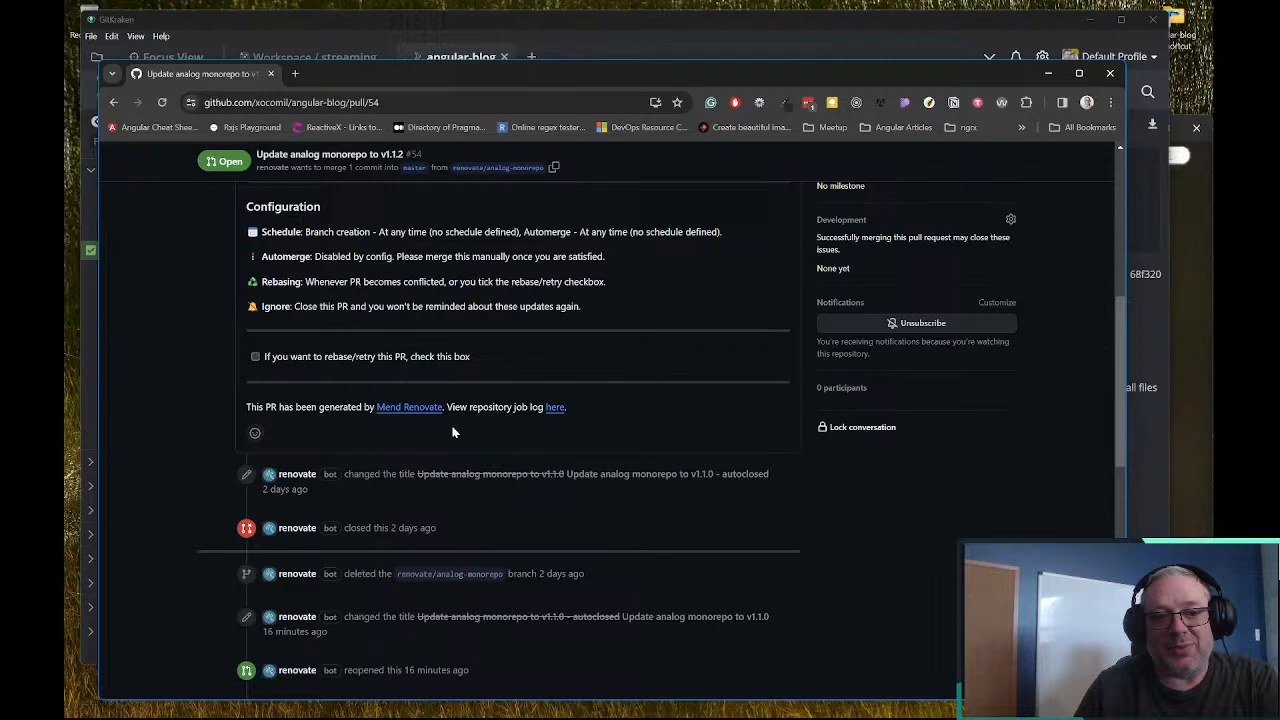 GitKraken
File Edit View Help
Focus View
Workspace / streaming
angular-blog
Default Profile
Update analog monorepo to v1
github.com/xocomil/angular-blog/pull/54
Angular Cheat Shee...
Rxjs Playground
ReactiveX - Links to...
Directory of Pragma...
Online regex tester...
DevOps Resource C...
Create beautiful ima...
Meetup
Angular Articles
ngrx
All Bookmarks
Open
Update analog monorepo to v1.1.2 #54
renovate wants to merge 1 commit into master from renovate/analog-monorepo
Configuration
Schedule: Branch creation - At any time (no schedule defined), Automerge - At any time (no schedule defined).
Automerge: Disabled by config. Please merge this manually once you are satisfied.
Rebasing: Whenever PR becomes conflicted, or you tick the rebase/retry checkbox.
Ignore: Close this PR and you won't be reminded about these updates again.
If you want to rebase/retry this PR, check this box
This PR has been generated by Mend Renovate. View repository job log here.
renovate bot changed the title Update analog monorepo to v1.1.0 Update analog monorepo to v1.1.0 - autoclosed
2 days ago
renovate bot closed this 2 days ago
renovate bot deleted the renovate/analog-monorepo branch 2 days ago
renovate bot changed the title Update analog monorepo to v1.1.0 - autoclosed Update analog monorepo to v1.1.0
16 minutes ago
renovate bot reopened this 16 minutes ago
No milestone
Development
Successfully merging this pull request may close these
issues.
None yet
Notifications
Customize
Unsubscribe
You're receiving notifications because you're watching
this repository.
0 participants
Lock conversation
68f320
all files